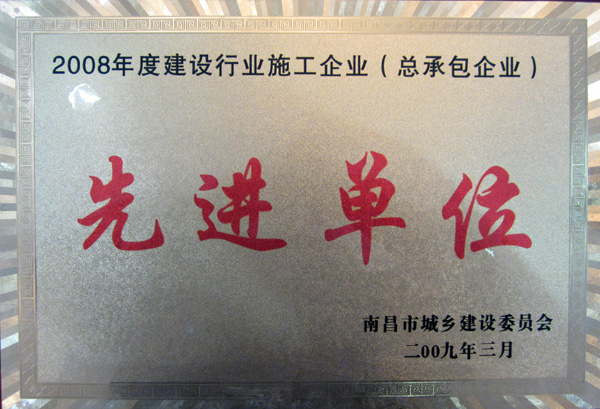 2008年度建设行业施工企业（总承包企业）
先进单位
南昌市城乡建设委员会
二00九年三月